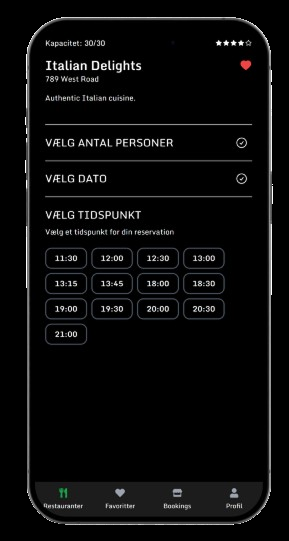 Kapacitet: 30/30
Italian Delights
789 West Road
Authentic Italian cuisine.
VÆLG ANTAL PERSONER
VÆLG DATO
VÆLG TIDSPUNKT
Vælg et tidspunkt for din reservation
11:30 12:00 12:30 13:00
13:15 13:45 18:00 18:30
19:00 19:30 20:00 20:30
21:00
Restauranter Favoritter Bookings Profil